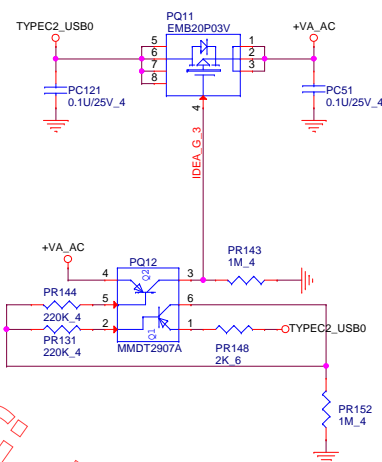 PQ11
EMB20P03V
TYPEC2_USB0
+VA_AC
5
6
7
8
1
2
3
4
PC121
0.1U/25V_4
PC51
0.1U/25V_4
IDEA_G_3
+VA_AC
PQ12
4
3
Q2
PR143
1M_4
PR144
220K_4
5
6
PR131
220K_4
2
1
Q1
MMDT2907A
PR148
2K_6
TYPEC2_USB0
PR152
1M_4